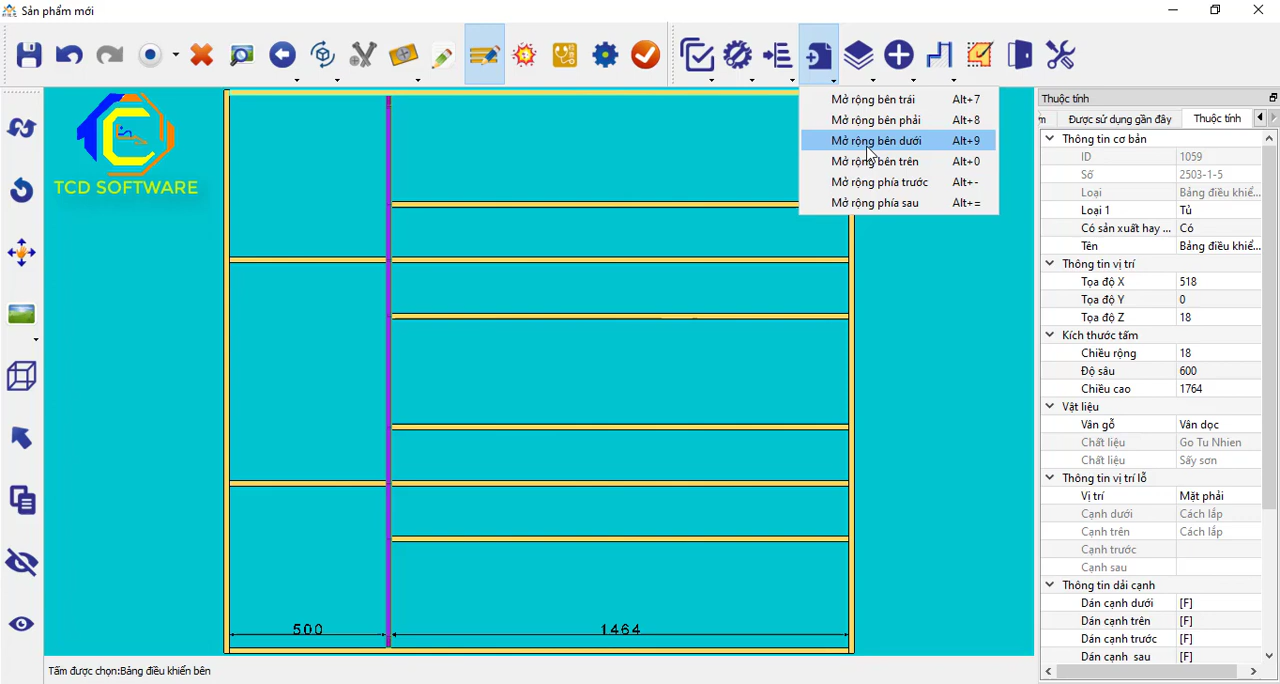 Sản phẩm mới
Mở rộng bên trái Alt+7
Mở rộng bên phải Alt+8
Mở rộng bên dưới Alt+9
Mở rộng bên trên Alt+0
Mở rộng phía trước Alt+-
Mở rộng phía sau Alt+=
TCD SOFTWARE
500
1464
Tấm được chọn:Bảng điều khiển bên
Thuộc tính
Được sử dụng gần đây Thuộc tính
Thông tin cơ bản
ID 1059
Số 2503-1-5
Loại Bảng điều khiể...
Loại 1 Tủ
Có sản xuất hay ... Có
Tên Bảng điều khiể...
Thông tin vị trí
Tọa độ X 518
Tọa độ Y 0
Tọa độ Z 18
Kích thước tấm
Chiều rộng 18
Độ sâu 600
Chiều cao 1764
Vật liệu
Vân gỗ Vân dọc
Chất liệu Go Tu Nhien
Chất liệu Sấy sơn
Thông tin vị trí lỗ
Vị trí Mặt phải
Cạnh dưới Cách lắp
Cạnh trên Cách lắp
Cạnh trước
Cạnh sau
Thông tin dải cạnh
Dán cạnh dưới [F]
Dán cạnh trên [F]
Dán cạnh trước [F]
Dán cạnh sau [F]